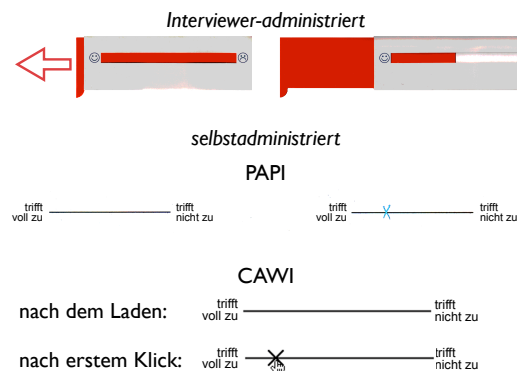 Interviewer-administriert
selbstadministriert
PAPI
trifft voll zu
trifft nicht zu
trifft voll zu
trifft nicht zu
CAWI
nach dem Laden:
trifft voll zu
trifft nicht zu
nach erstem Klick:
trifft voll zu
trifft nicht zu